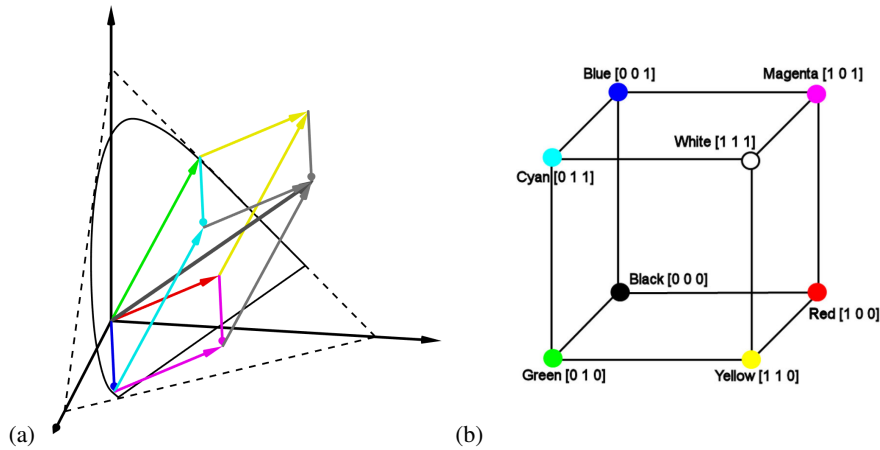 Blue [0 0 1]
Magenta [1 0 1]
White [1 1 1]
Cyan [0 1 1]
Black [0 0 0]
Red [1 0 0]
Green [0 1 0]
Yellow [1 1 0]
(a)
(b)